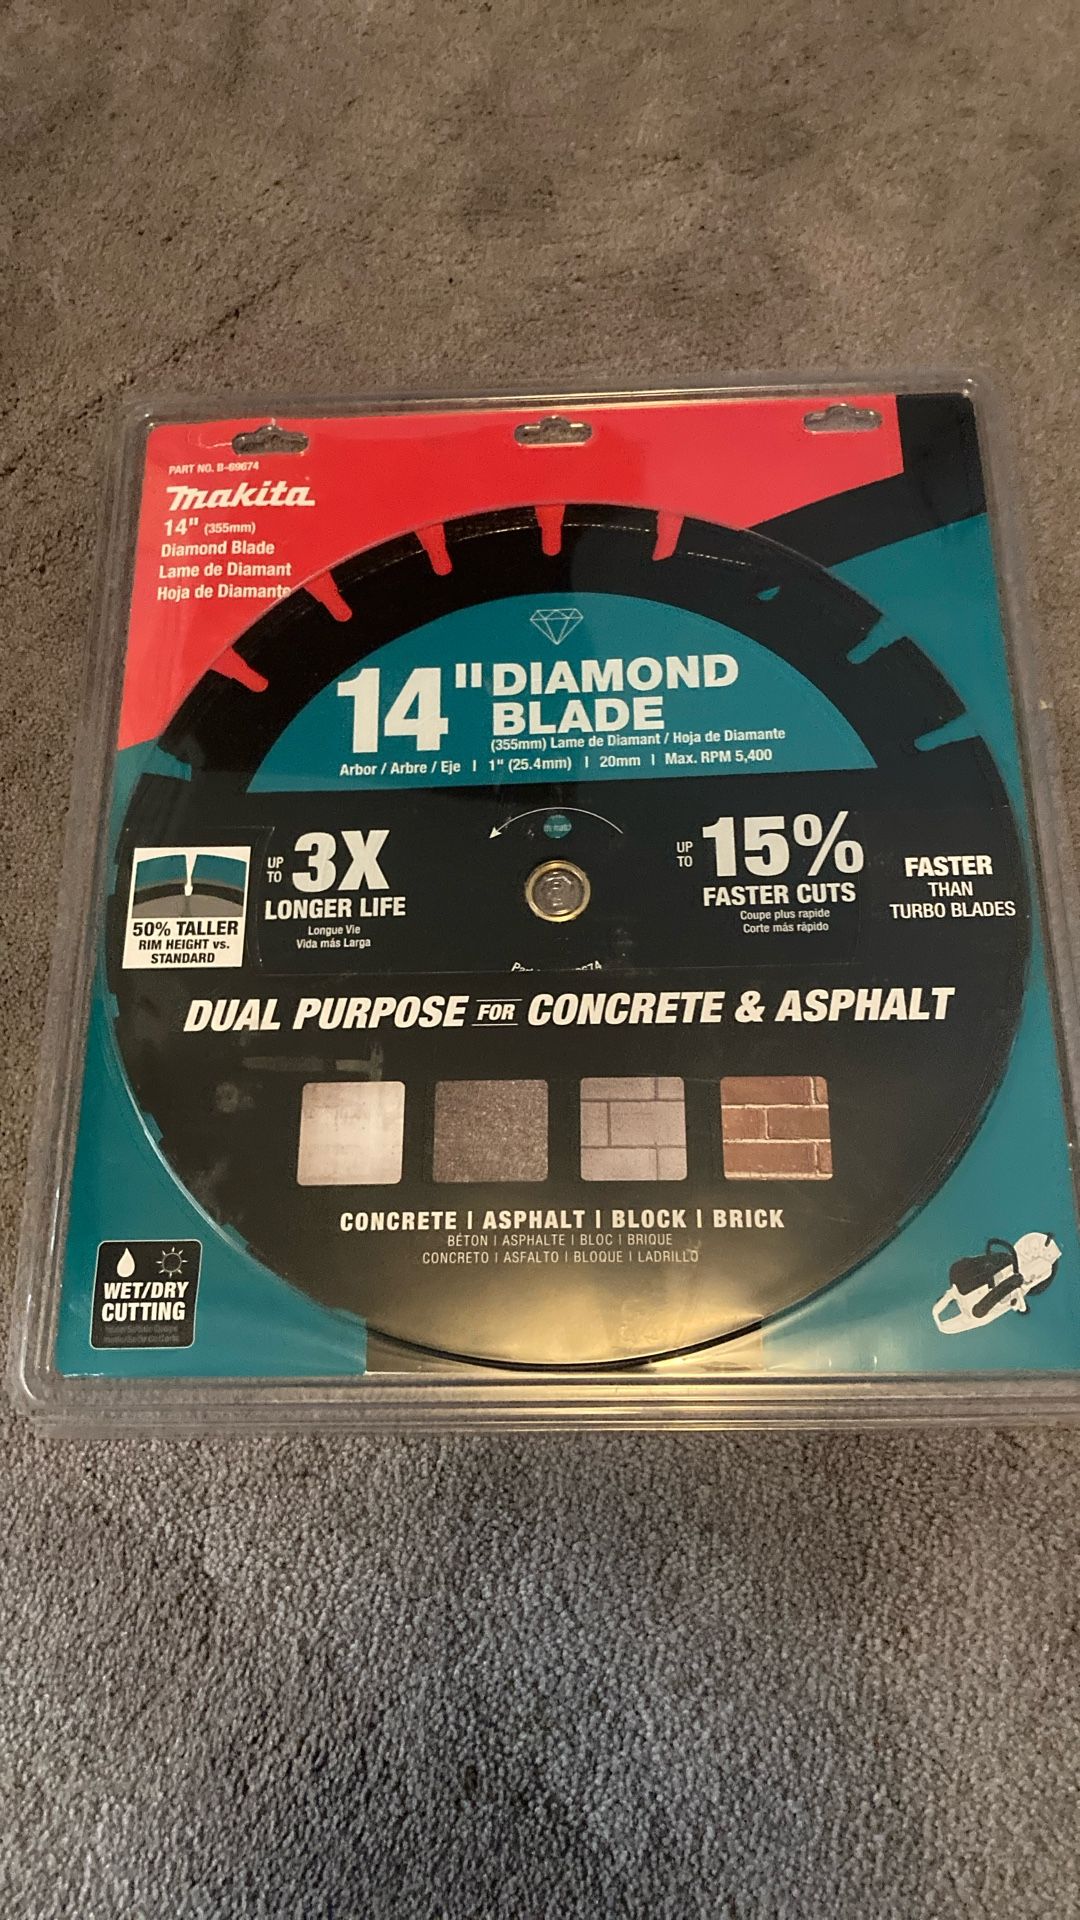 PART NO. B-69674
makita
14" (355mm)
Diamond Blade
Lame de Diamant
Hoja de Diamante
14" DIAMOND
BLADE
(355mm) Lame de Diamant / Hoja de Diamante
Arbor / Arbre / Eje | 1" (25.4mm) | 20mm | Max. RPM 5,400
UP TO 3X
LONGER LIFE
Longue Vie
Vida más Larga
50% TALLER
RIM HEIGHT vs.
STANDARD
UP TO 15%
FASTER CUTS
Coupe plus rapide
Corte más rápido
FASTER
THAN
TURBO BLADES
DUAL PURPOSE FOR CONCRETE & ASPHALT
CONCRETE | ASPHALT | BLOCK | BRICK
BÉTON | ASPHALTE | BLOC | BRIQUE
CONCRETO | ASFALTO | BLOQUE | LADRILLO
WET/DRY
CUTTING